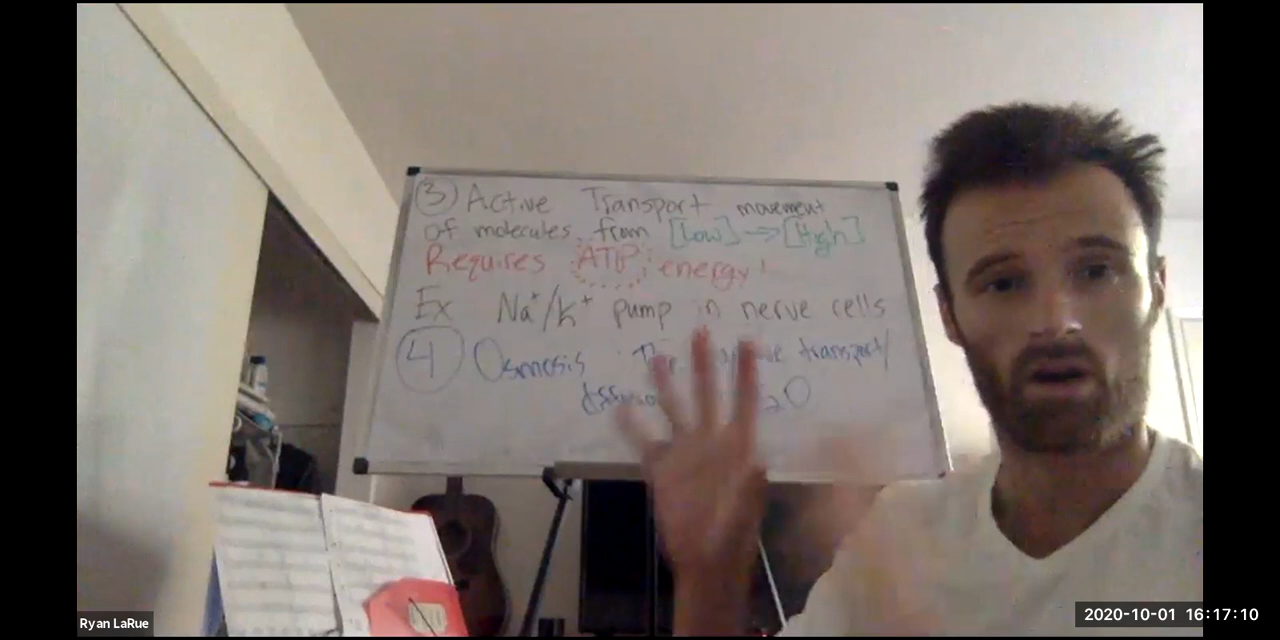 ③ Active Transport movement
of molecules from [Low] → [High]
Requires ATP energy!
Ex Na⁺/K⁺ pump in nerve cells
④ Osmosis transport/
Ryan LaRue
2020-10-01 16:17:10